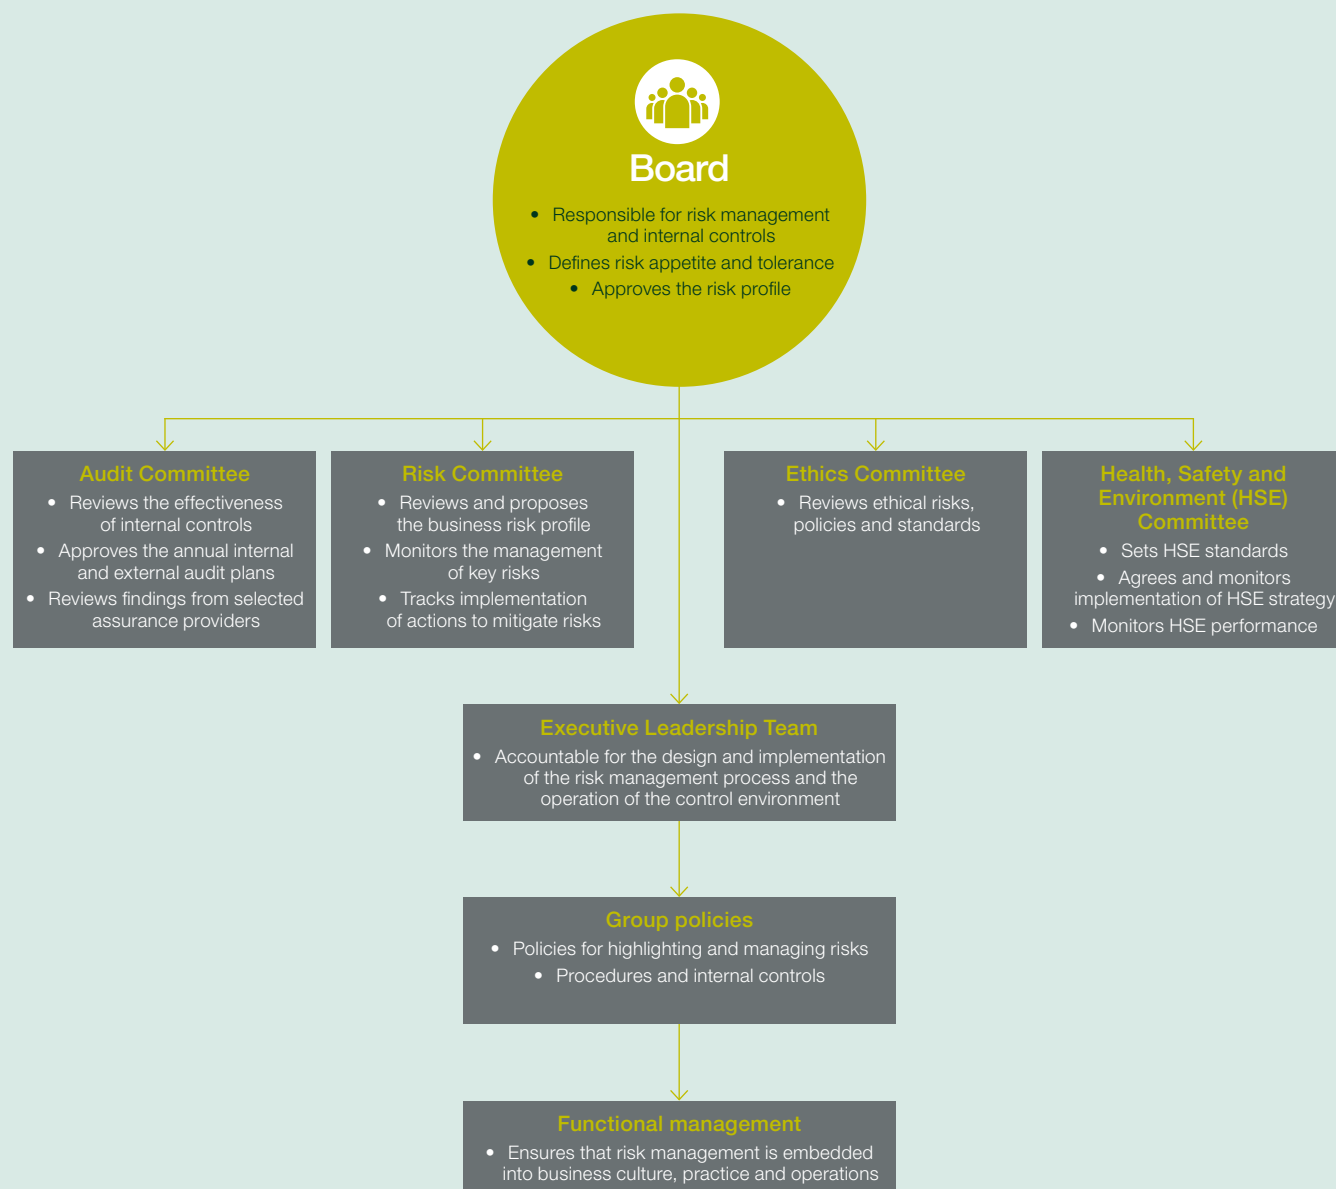 Board
• Responsible for risk management
and internal controls
• Defines risk appetite and tolerance
• Approves the risk profile
Audit Committee
• Reviews the effectiveness
of internal controls
• Approves the annual internal
and external audit plans
• Reviews findings from selected
assurance providers
Risk Committee
• Reviews and proposes
the business risk profile
• Monitors the management
of key risks
• Tracks implementation
of actions to mitigate risks
Ethics Committee
• Reviews ethical risks,
policies and standards
Health, Safety and
Environment (HSE)
Committee
• Sets HSE standards
• Agrees and monitors
implementation of HSE strategy
• Monitors HSE performance
Executive Leadership Team
• Accountable for the design and implementation
of the risk management process and the
operation of the control environment
Group policies
• Policies for highlighting and managing risks
• Procedures and internal controls
Functional management
• Ensures that risk management is embedded
into business culture, practice and operations